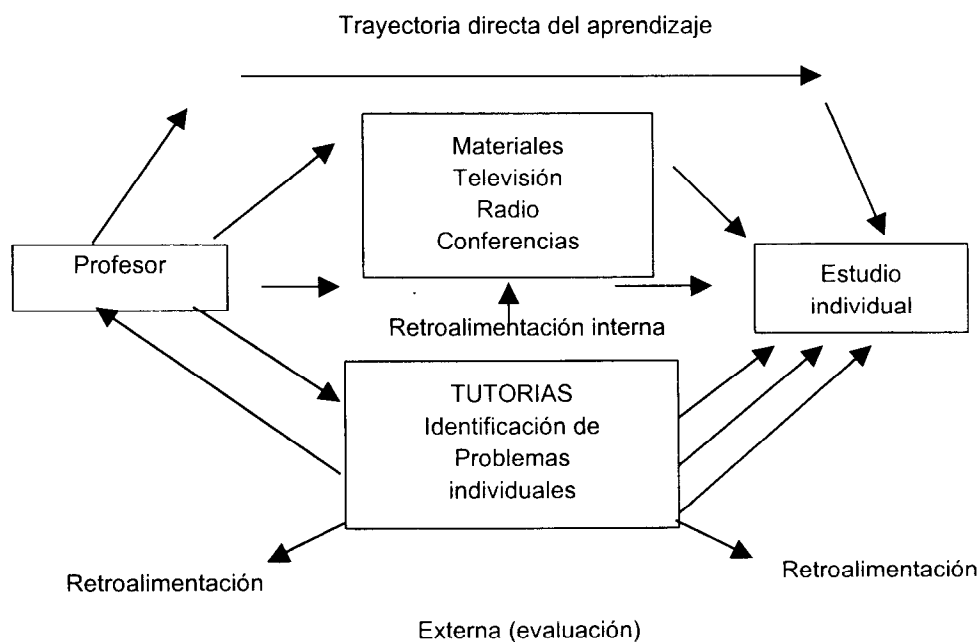 Trayectoria directa del aprendizaje
Materiales
Televisión
Radio
Conferencias
Profesor
Estudio
individual
Retroalimentación interna
TUTORIAS
Identificación de
Problemas
individuales
Retroalimentación
Retroalimentación
Externa (evaluación)